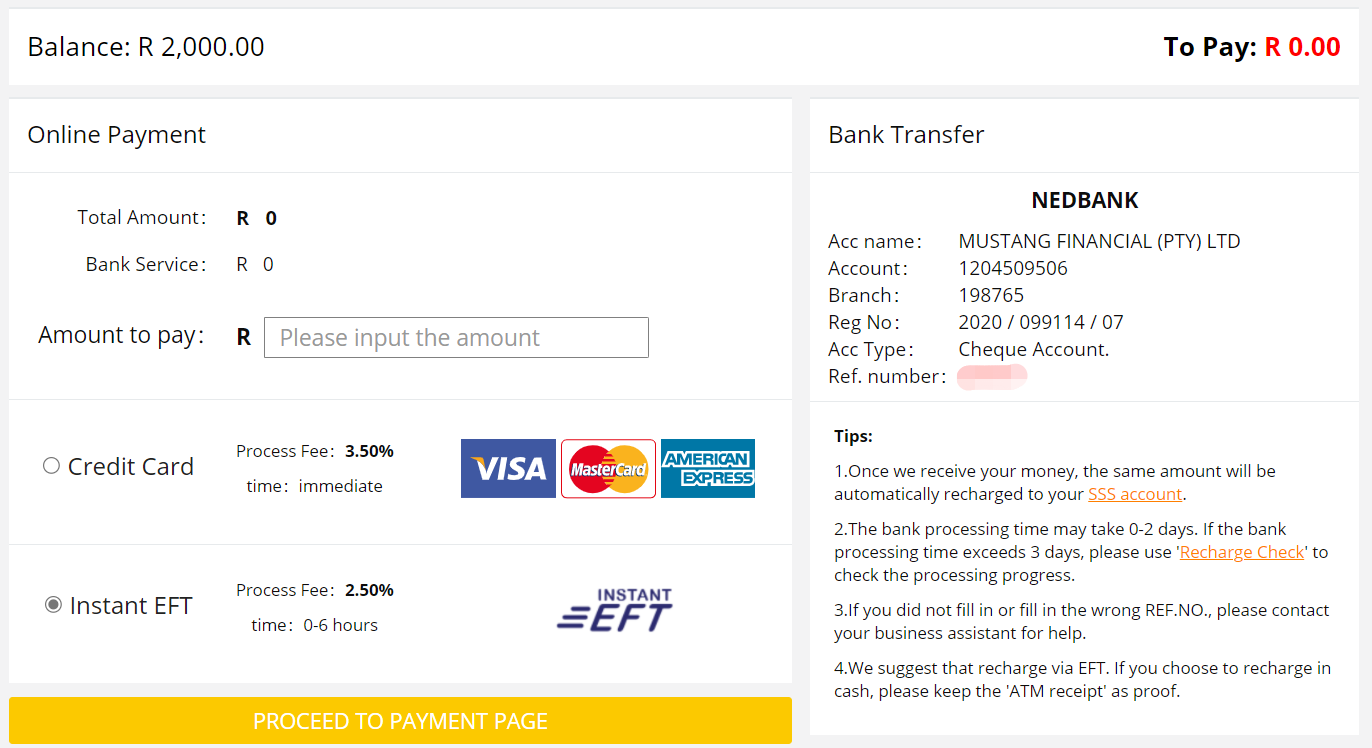 Balance: R 2,000.00
To Pay: R 0.00
Online Payment
Total Amount: R 0
Bank Service: R 0
Amount to pay: R Please input the amount
Credit Card
Process Fee: 3.50%
time: immediate
VISA MasterCard AMERICAN EXPRESS
Instant EFT
Process Fee: 2.50%
time: 0-6 hours
INSTANT
EFT
PROCEED TO PAYMENT PAGE
Bank Transfer
NEDBANK
Acc name: MUSTANG FINANCIAL (PTY) LTD
Account: 1204509506
Branch: 198765
Reg No: 2020 / 099114 / 07
Acc Type: Cheque Account.
Ref. number:
Tips:
1.Once we receive your money, the same amount will be
automatically recharged to your SSS account.
2.The bank processing time may take 0-2 days. If the bank
processing time exceeds 3 days, please use 'Recharge Check' to
check the processing progress.
3.If you did not fill in or fill in the wrong REF.NO., please contact
your business assistant for help.
4.We suggest that recharge via EFT. If you choose to recharge in
cash, please keep the 'ATM receipt' as proof.